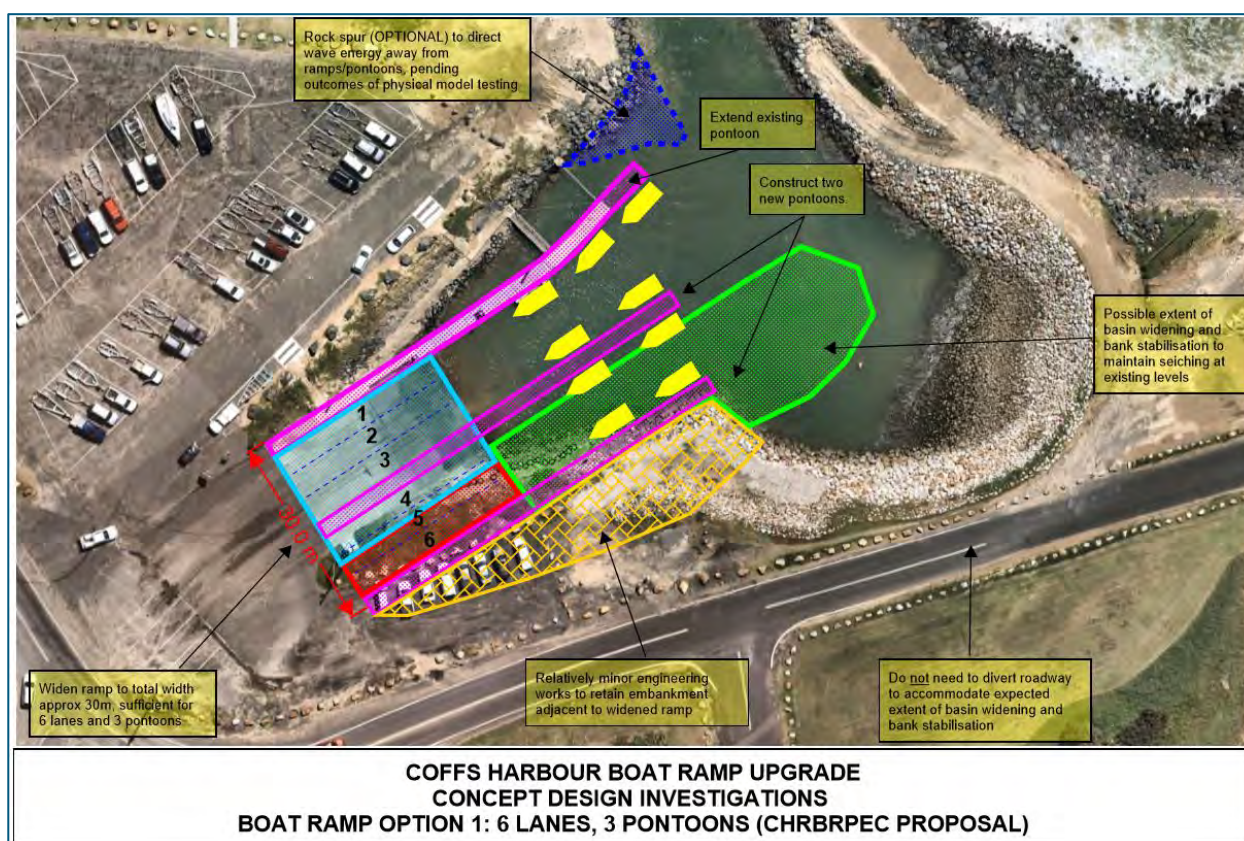 Rock spur (OPTIONAL) to direct
wave energy away from
ramps/pontoons, pending
outcomes of physical model testing
Extend existing
pontoon
Construct two
new pontoons
Possible extent of
basin widening and
bank stabilisation to
maintain seiching at
existing levels
1
2
3
4
5
6
30.0 m
Widen ramp to total width
approx 30m, sufficient for
6 lanes and 3 pontoons
Relatively minor engineering
works to retain embankment
adjacent to widened ramp
Do not need to divert roadway
to accommodate expected
extent of basin widening and
bank stabilisation
COFFS HARBOUR BOAT RAMP UPGRADE
CONCEPT DESIGN INVESTIGATIONS
BOAT RAMP OPTION 1: 6 LANES, 3 PONTOONS (CHRBRPEC PROPOSAL)